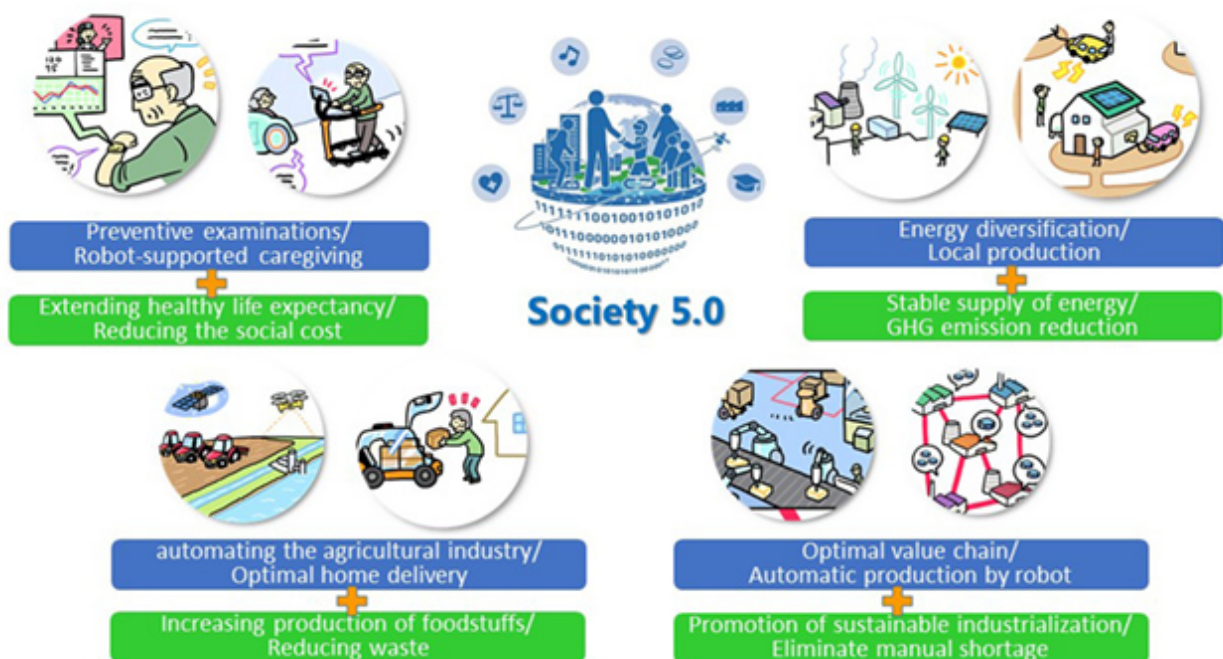 120
Preventive examinations/
Robot-supported caregiving
Extending healthy life expectancy/
Reducing the social cost
1111111100100101010010
Society 5.0
Energy diversification/
Local production
Stable supply of energy/
GHG emission reduction
automating the agricultural industry/
Optimal home delivery
Increasing production of foodstuffs/
Reducing waste
Optimal value chain/
Automatic production by robot
Promotion of sustainable industrialization/
Eliminate manual shortage